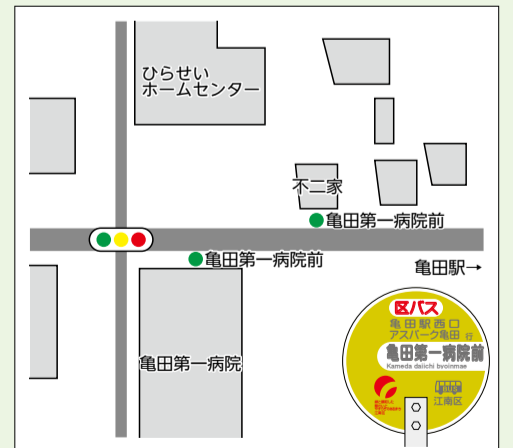 ひらせい
ホームセンター
不二家
亀田第一病院前
亀田第一病院前
亀田駅→
亀田第一病院
区バス
亀田駅西口
アスパーク亀田 行
亀田第一病院前
Kameda daiichi byoinmae
江南区